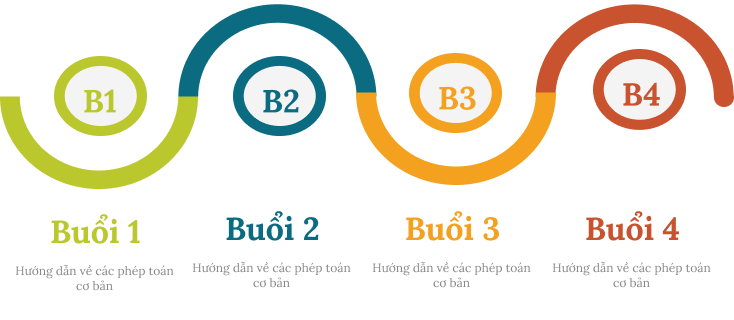 B1
B2
B3
B4
Buổi 1
Hướng dẫn về các phép toán
cơ bản
Buổi 2
Hướng dẫn về các phép toán
cơ bản
Buổi 3
Hướng dẫn về các phép toán
cơ bản
Buổi 4
Hướng dẫn về các phép toán
cơ bản